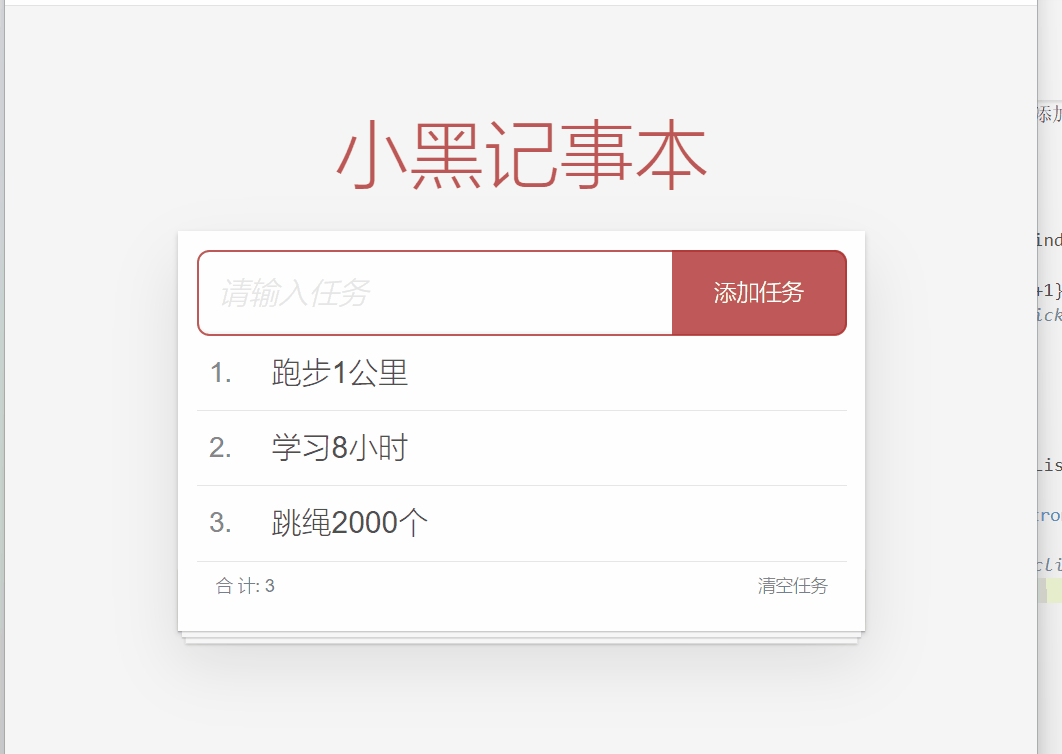 小黑记事本
请输入任务
添加任务
1. 跑步1公里
2. 学习8小时
3. 跳绳2000个
合 计: 3
清空任务
添加
ind
+1}
ick
Lis
tron
cli